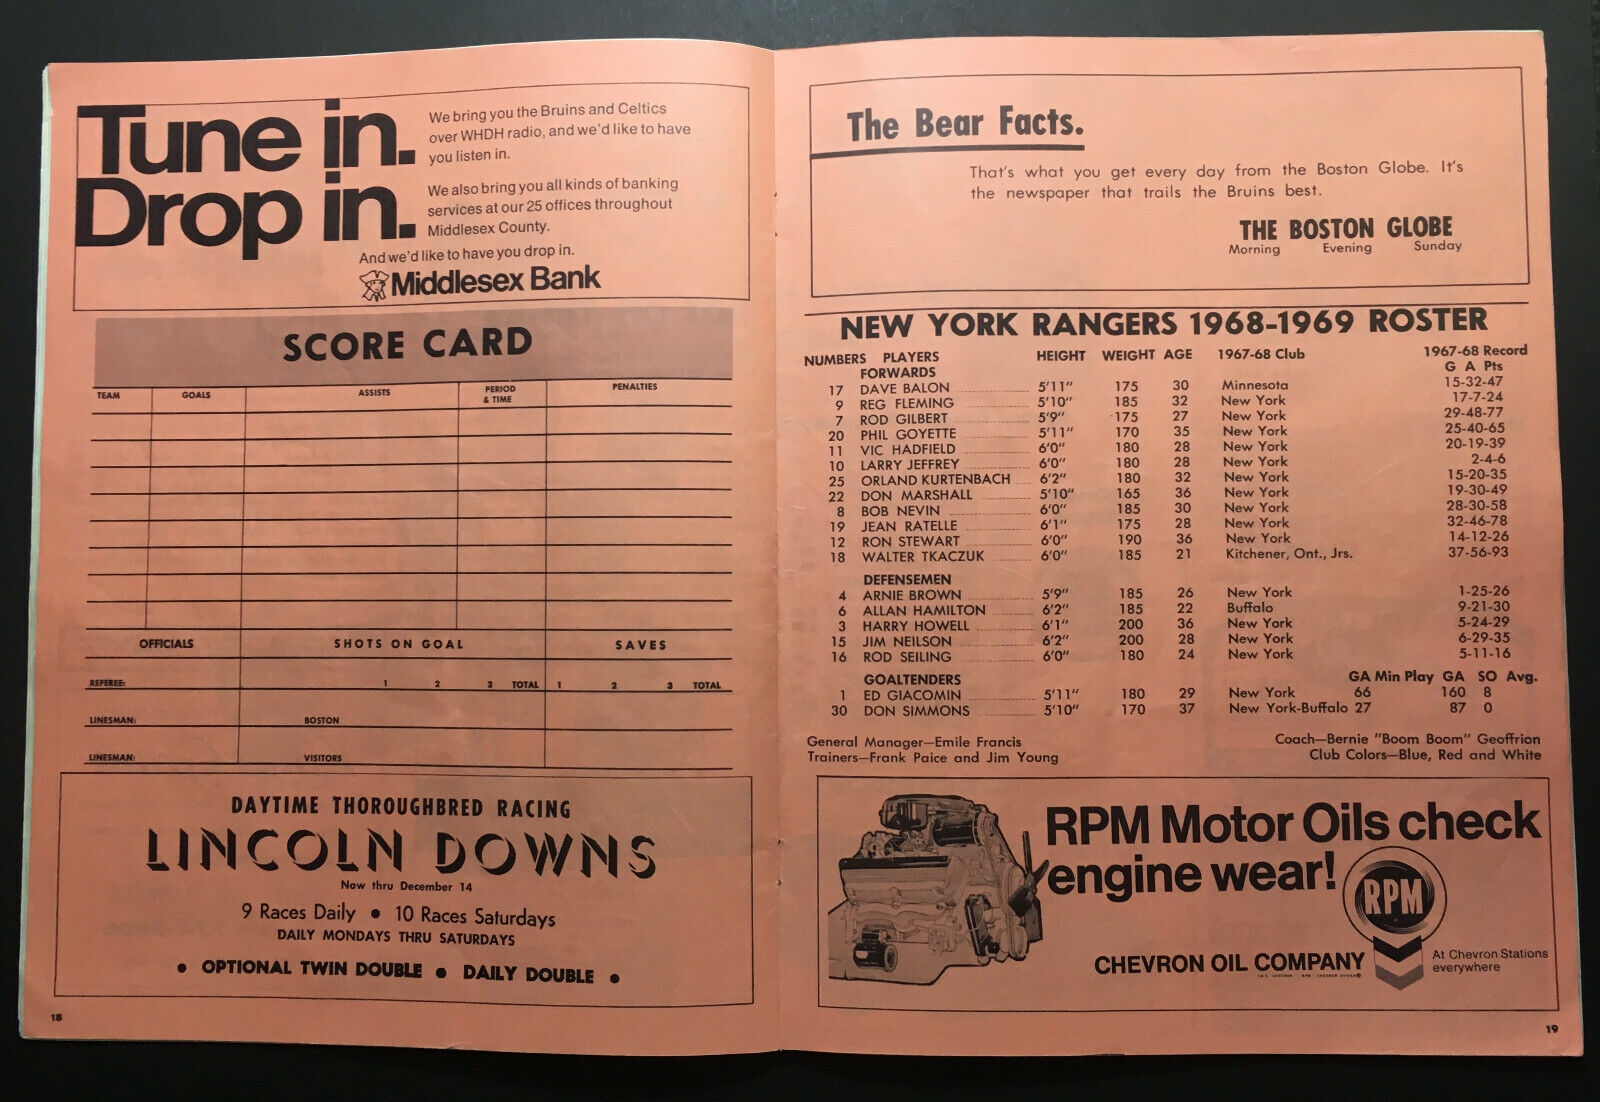 Tune in.
Drop in.
We bring you the Bruins and Celtics
over WHDH radio, and we'd like to have
you listen in.
We also bring you all kinds of banking
services at our 25 offices throughout
Middlesex County.
And we'd like to have you drop in.
Middlesex Bank
SCORE CARD
TEAM GOALS ASSISTS PERIOD & TIME PENALTIES
OFFICIALS SHOTS ON GOAL SAVES
REFEREE: 1 2 3 TOTAL 1 2 3 TOTAL
LINESMAN: BOSTON
LINESMAN: VISITORS
DAYTIME THOROUGHBRED RACING
LINCOLN DOWNS
Now thru December 14
9 Races Daily • 10 Races Saturdays
DAILY MONDAYS THRU SATURDAYS
• OPTIONAL TWIN DOUBLE • DAILY DOUBLE •
18
The Bear Facts.
That's what you get every day from the Boston Globe. It's
the newspaper that trails the Bruins best.
THE BOSTON GLOBE
Morning Evening Sunday
NEW YORK RANGERS 1968-1969 ROSTER
NUMBERS PLAYERS HEIGHT WEIGHT AGE 1967-68 Club 1967-68 Record
FORWARDS G A Pts
17 DAVE BALON 5'11" 175 30 Minnesota 15-32-47
9 REG FLEMING 5'10" 185 32 New York 17-7-24
7 ROD GILBERT 5'9" 175 27 New York 29-48-77
20 PHIL GOYETTE 5'11" 170 35 New York 25-40-65
11 VIC HADFIELD 6'0" 180 28 New York 20-19-39
10 LARRY JEFFREY 6'0" 180 28 New York 2-4-6
25 ORLAND KURTENBACH 6'2" 180 32 New York 15-20-35
22 DON MARSHALL 5'10" 165 36 New York 19-30-49
8 BOB NEVIN 6'0" 185 30 New York 28-30-58
19 JEAN RATELLE 6'1" 175 28 New York 32-46-78
12 RON STEWART 6'0" 190 36 New York 14-12-26
18 WALTER TKACZUK 6'0" 185 21 Kitchener, Ont., Jrs. 37-56-93
DEFENSEMEN
4 ARNIE BROWN 5'9" 185 26 New York 1-25-26
6 ALLAN HAMILTON 6'2" 185 22 Buffalo 9-21-30
3 HARRY HOWELL 6'1" 200 36 New York 5-24-29
15 JIM NEILSON 6'2" 200 28 New York 6-29-35
16 ROD SEILING 6'0" 180 24 New York 5-11-16
GOALTENDERS GA Min Play GA SO Avg.
1 ED GIACOMIN 5'11" 180 29 New York 66 160 8
30 DON SIMMONS 5'10" 170 37 New York-Buffalo 27 87 0
General Manager—Emile Francis Coach—Bernie "Boom Boom" Geoffrion
Trainers—Frank Paice and Jim Young Club Colors—Blue, Red and White
RPM Motor Oils check
engine wear!
RPM
CHEVRON OIL COMPANY
At Chevron Stations
everywhere
19